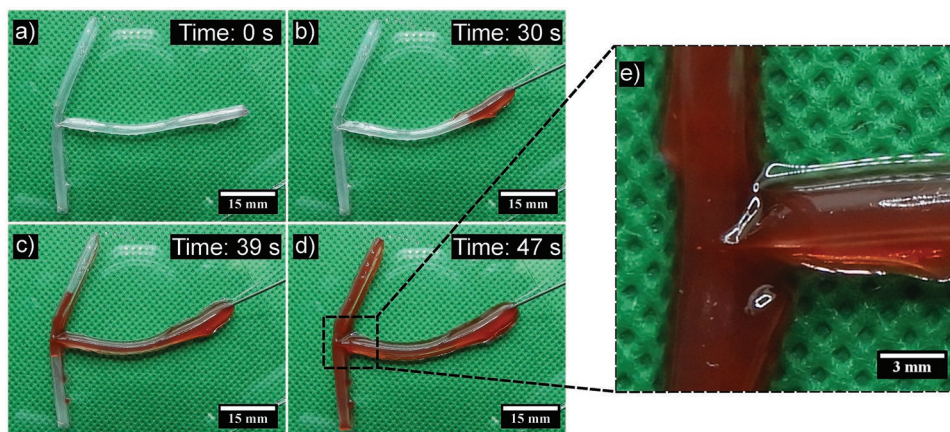 a)
Time: 0 s
15 mm
b)
Time: 30 s
15 mm
c)
Time: 39 s
15 mm
d)
Time: 47 s
15 mm
e)
3 mm